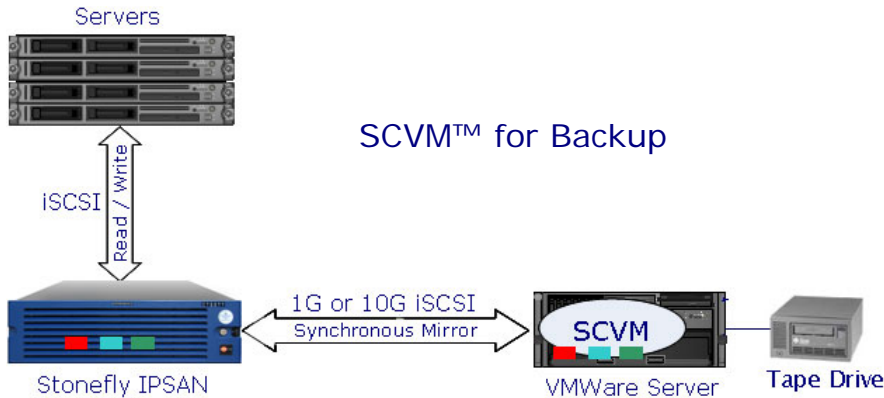 Servers
SCVM™ for Backup
iSCSI
Read / Write
1G or 10G iSCSI
Synchronous Mirror
SCVM
Stonefly IPSAN
VMWare Server
Tape Drive